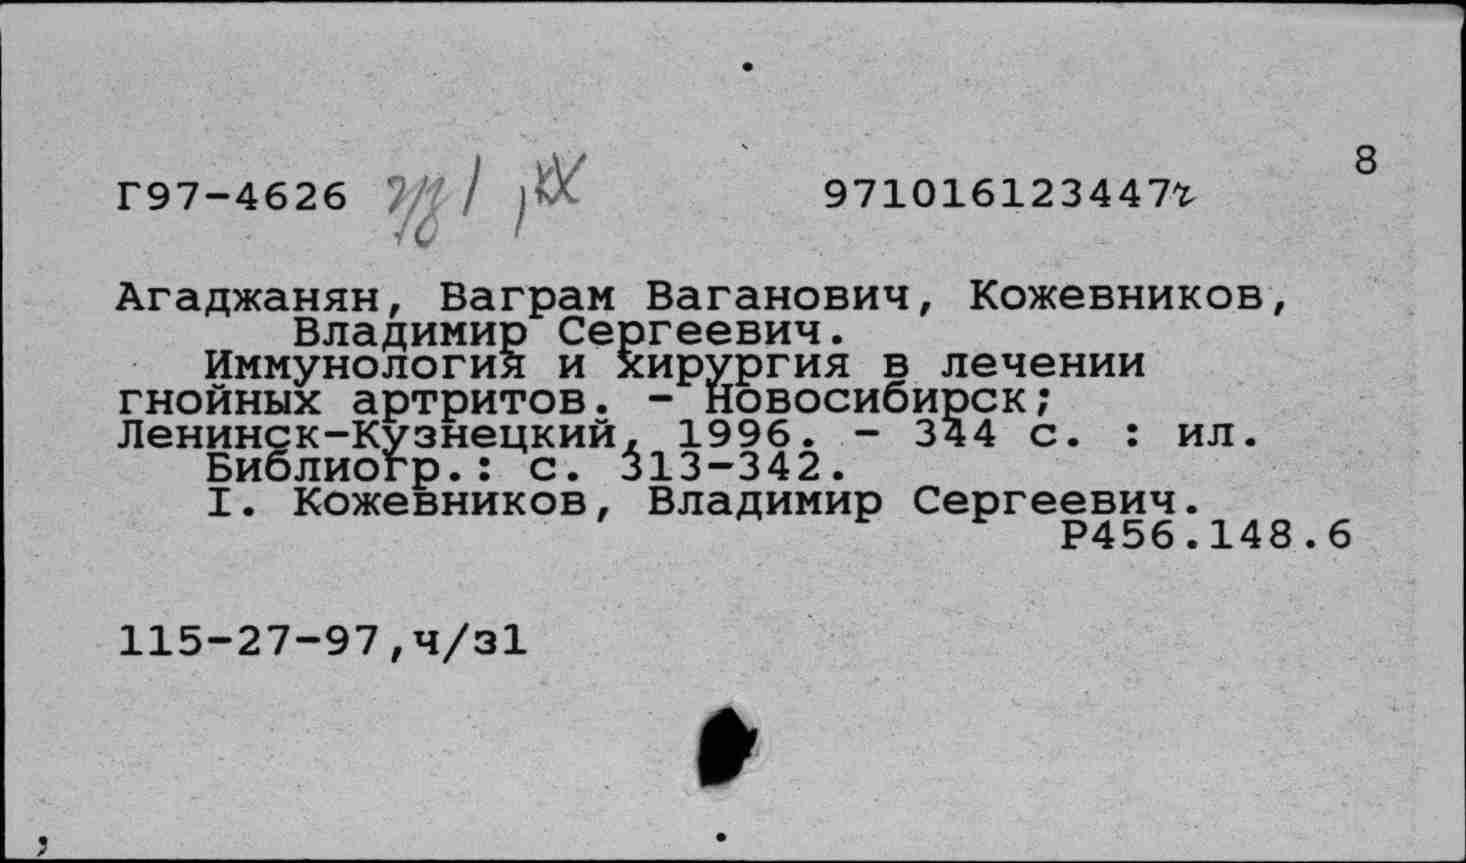 8
Г97-4626 9710161234477
Агаджанян, Ваграм Ваганович, Кожевников,
Владимир Сергеевич.
Иммунология и хирургия в лечении
гнойных артритов. - Новосибирск;
Ленинск-Кузнецкий, 1996. - 344 с. : ил.
Библиогр.: с. 313-342.
I. Кожевников, Владимир Сергеевич.
Р456.148.6
115-27-97,ч/з1